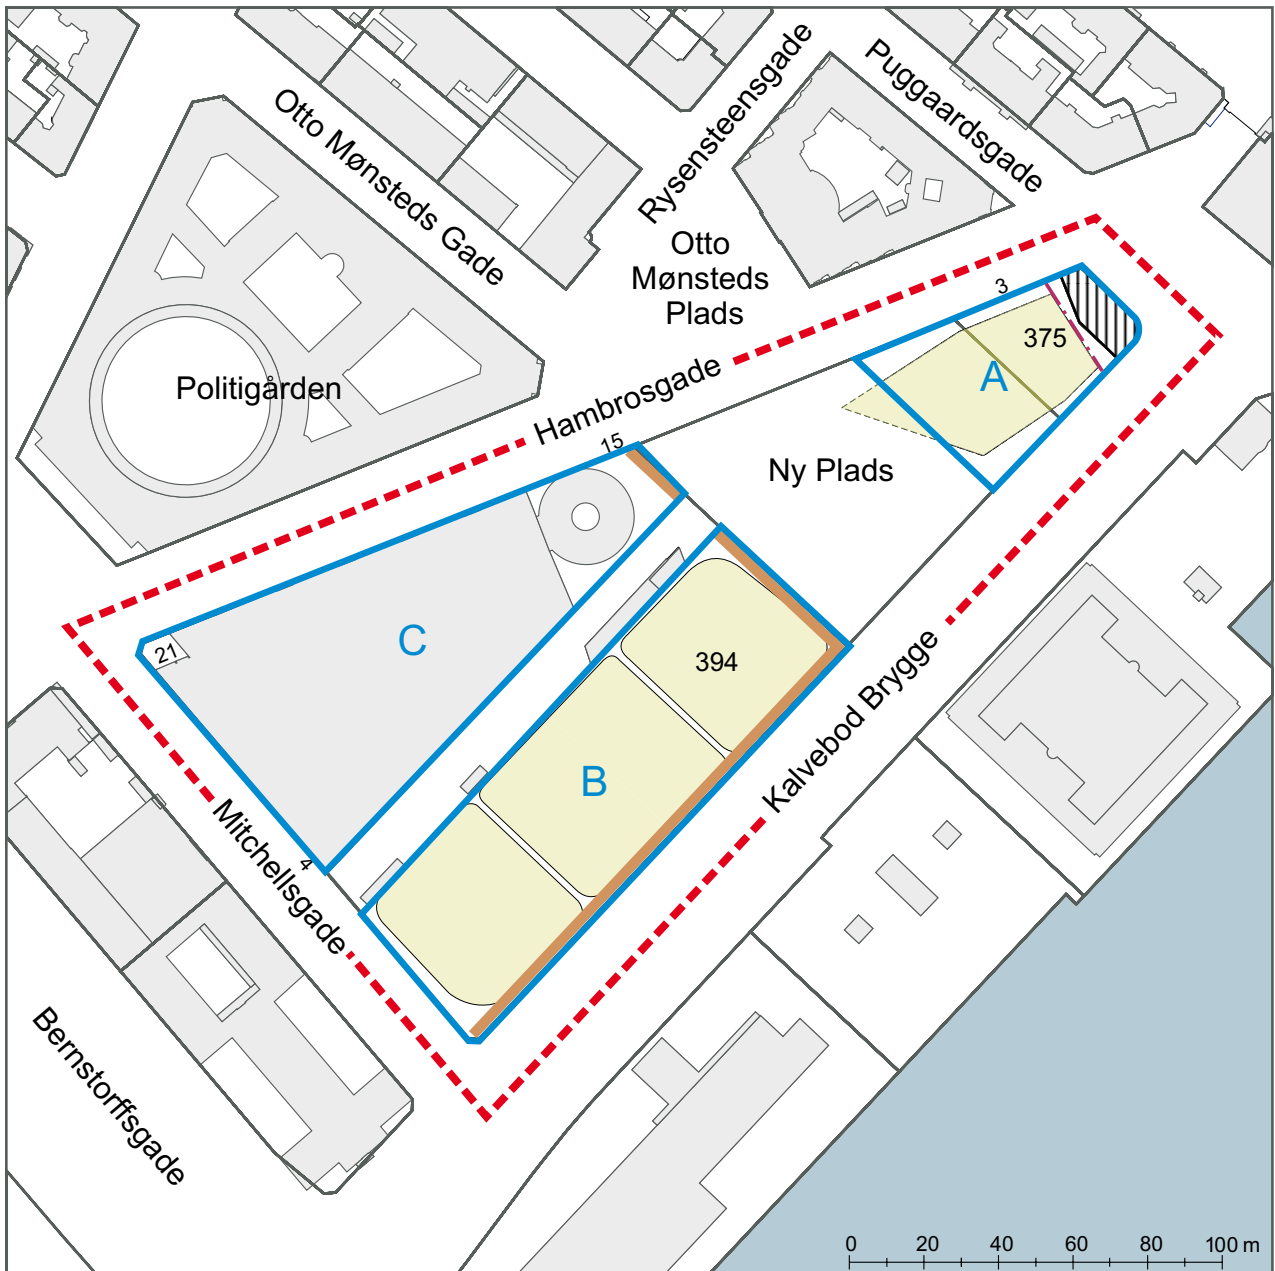 Puggaardsgade
Rysensteensgade
Otto Mønsteds Gade
Otto
Mønsteds
Plads
3
375
A
Politigården
Hambrosgade
15
Ny Plads
C
21
394
B
Kalvebod Brygge
4
Mitchellsgade
Bernstorffsgade
0 20 40 60 80 100 m